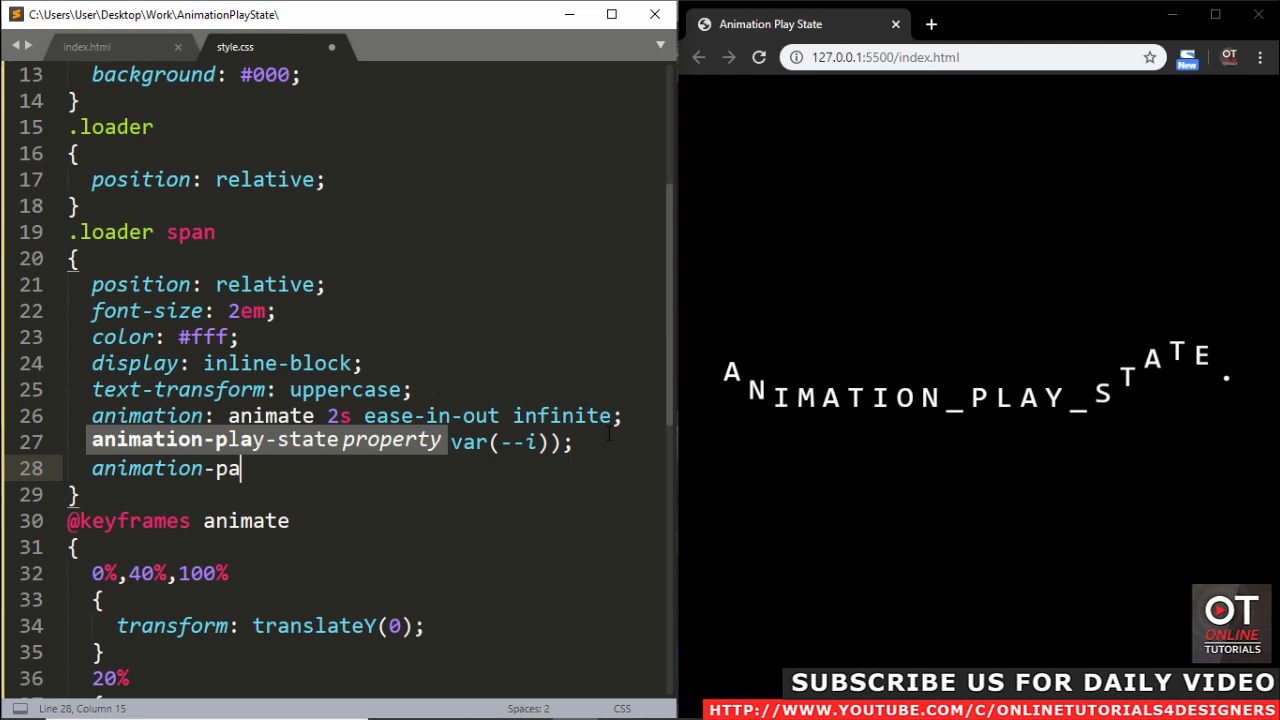 C:\Users\User\Desktop\Work\AnimationPlayState\
index.html
style.css
13 background: #000;
14 }
15 .loader
16 {
17 position: relative;
18 }
19 .loader span
20 {
21 position: relative;
22 font-size: 2em;
23 color: #fff;
24 display: inline-block;
25 text-transform: uppercase;
26 animation: animate 2s ease-in-out infinite;
27 var(--i));
animation-play-state property
28 animation-pa
29 }
30 @keyframes animate
31 {
32 0%,40%,100%
33 {
34 transform: translateY(0);
35 }
36 20%
Line 28, Column 15
Spaces: 2
CSS
Animation Play State
127.0.0.1:5500/index.html
New
OT
ANIMATION_PLAY_STATE.
OT
ONLINE
TUTORIALS
SUBSCRIBE US FOR DAILY VIDEO
HTTP://WWW.YOUTUBE.COM/C/ONLINETUTORIALS4DESIGNERS